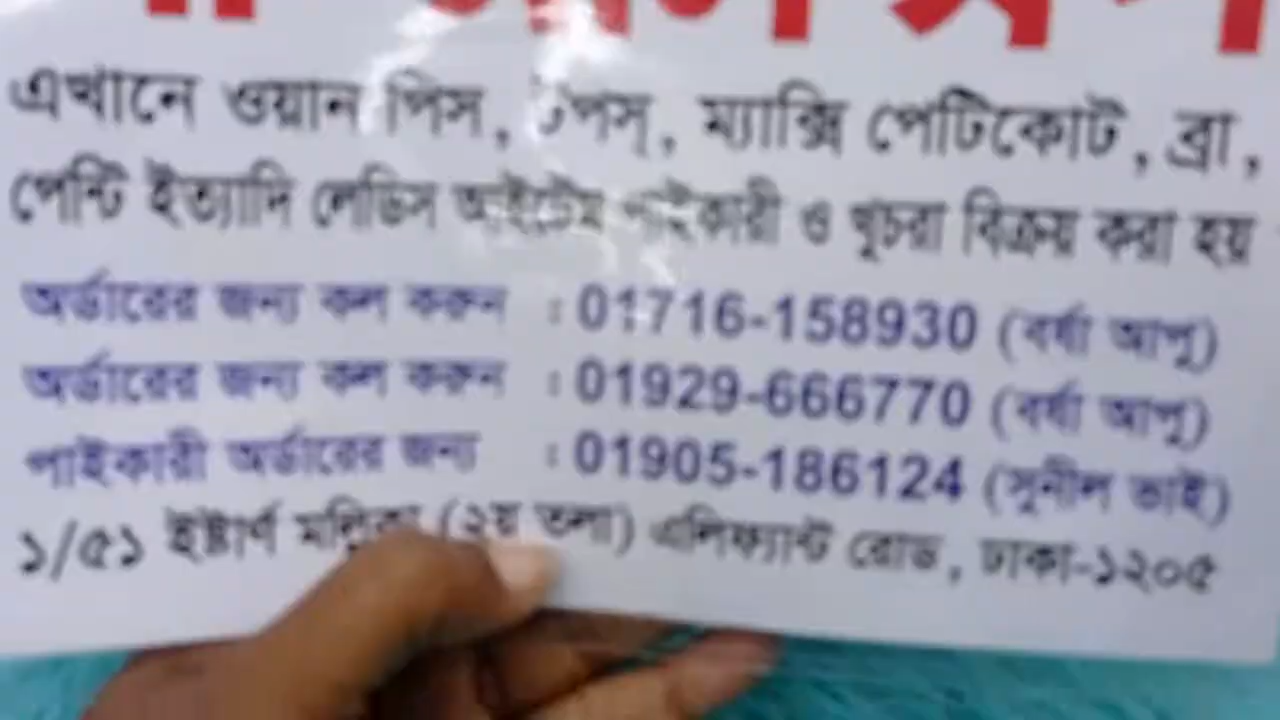 এখানে ওয়ান পিস, টপস্, ম্যাক্সি পেটিকোট, ব্রা,
পেন্টি ইত্যাদি লেডিস আইটেম পাইকারী ও খুচরা বিক্রয় করা হয়
অর্ডারের জন্য কল করুন : 01716-158930 (বর্ষা আপু)
অর্ডারের জন্য কল করুন : 01929-666770 (বর্ষা আপু)
পাইকারী অর্ডারের জন্য : 01905-186124 (সুনীল ভাই)
১/৫১ ইষ্টার্ণ মল্লিকা (২য় তলা) এলিফ্যান্ট রোড, ঢাকা-১২০৫